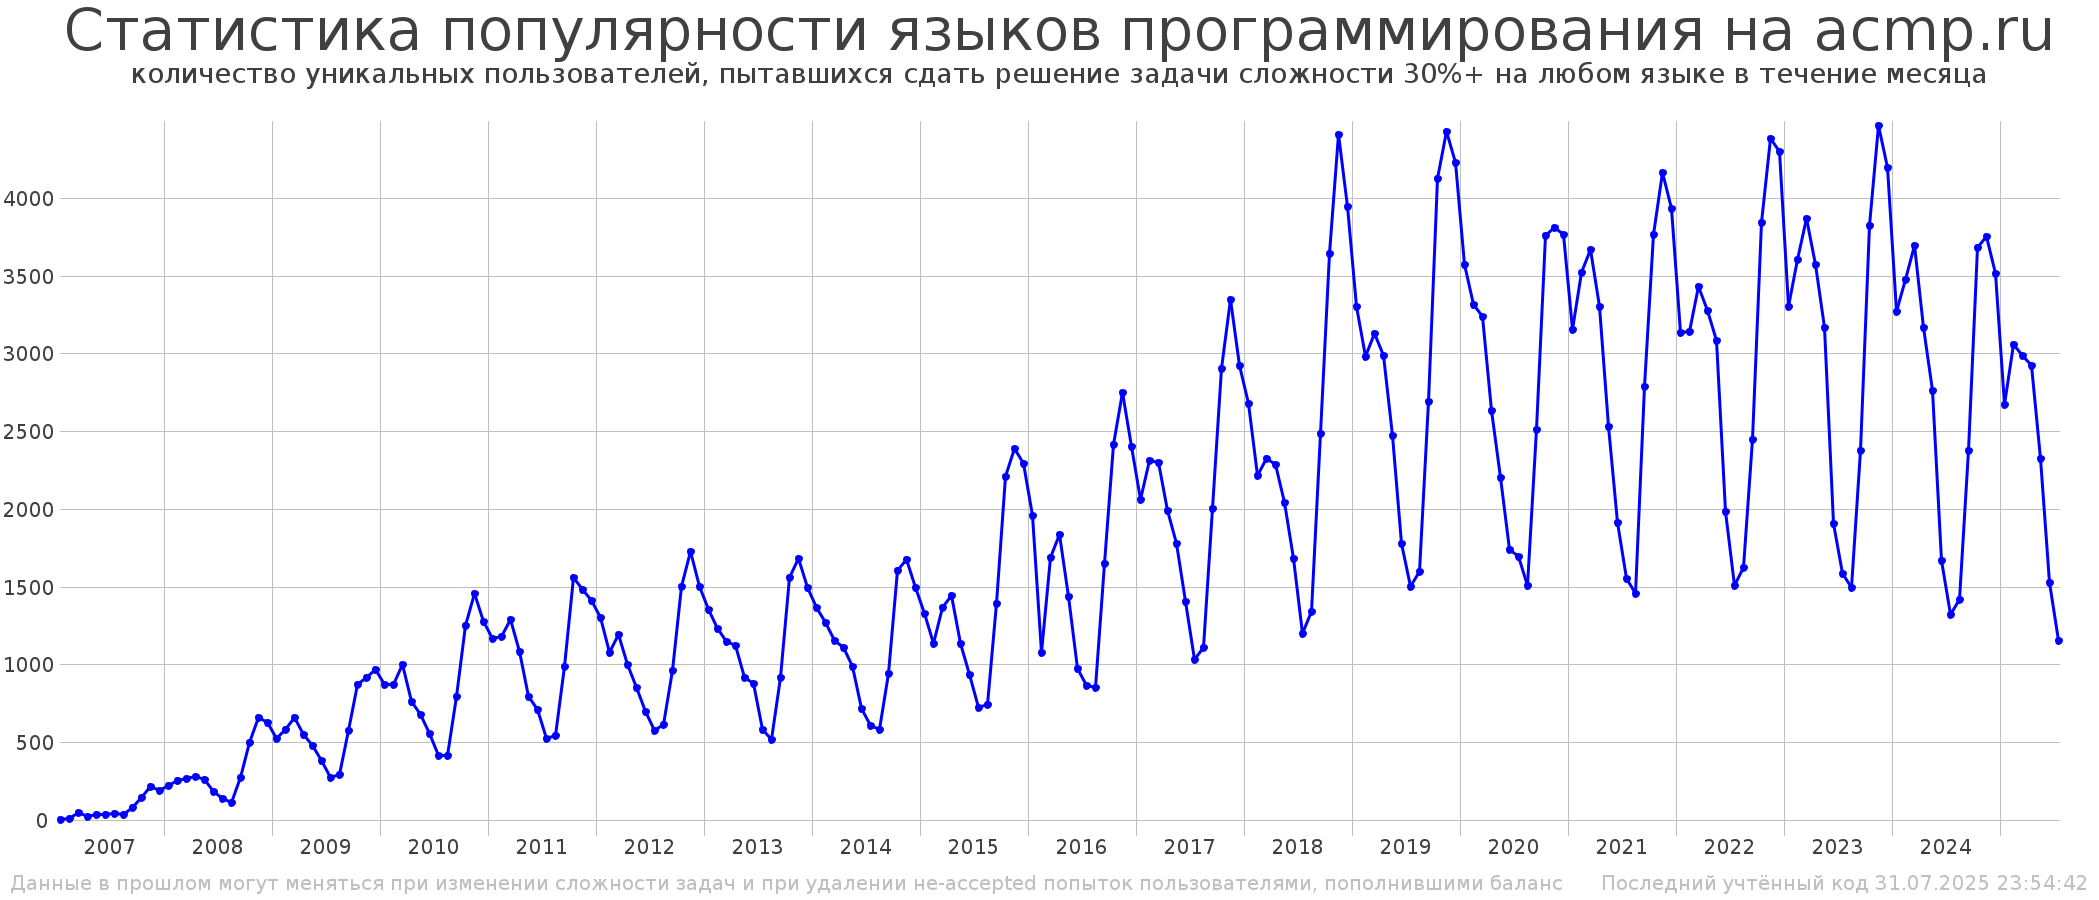 Статистика популярности языков программирования на acmp.ru
количество уникальных пользователей, пытавшихся сдать решение задачи сложности 30%+ на любом языке в течение месяца
4000
3500
3000
2500
2000
1500
1000
500
0
2007 2008 2009 2010 2011 2012 2013 2014 2015 2016 2017 2018 2019 2020 2021 2022 2023 2024
Данные в прошлом могут меняться при изменении сложности задач и при удалении не-accepted попыток пользователями, пополнившими баланс Последний учтённый код 31.07.2025 23:54:42